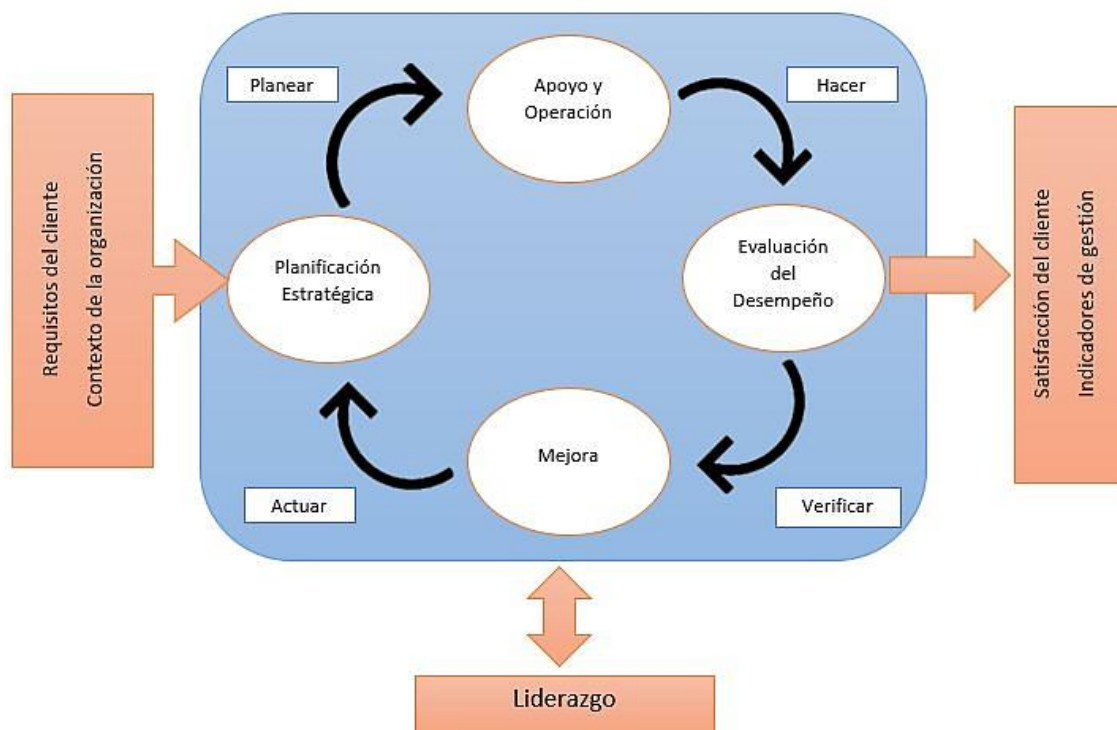 Planear
Apoyo y
Operación
Hacer
Requisitos del cliente
Contexto de la organización
Planificación
Estratégica
Evaluación
del
Desempeño
Satisfacción del cliente
Indicadores de gestión
Mejora
Actuar
Verificar
Liderazgo